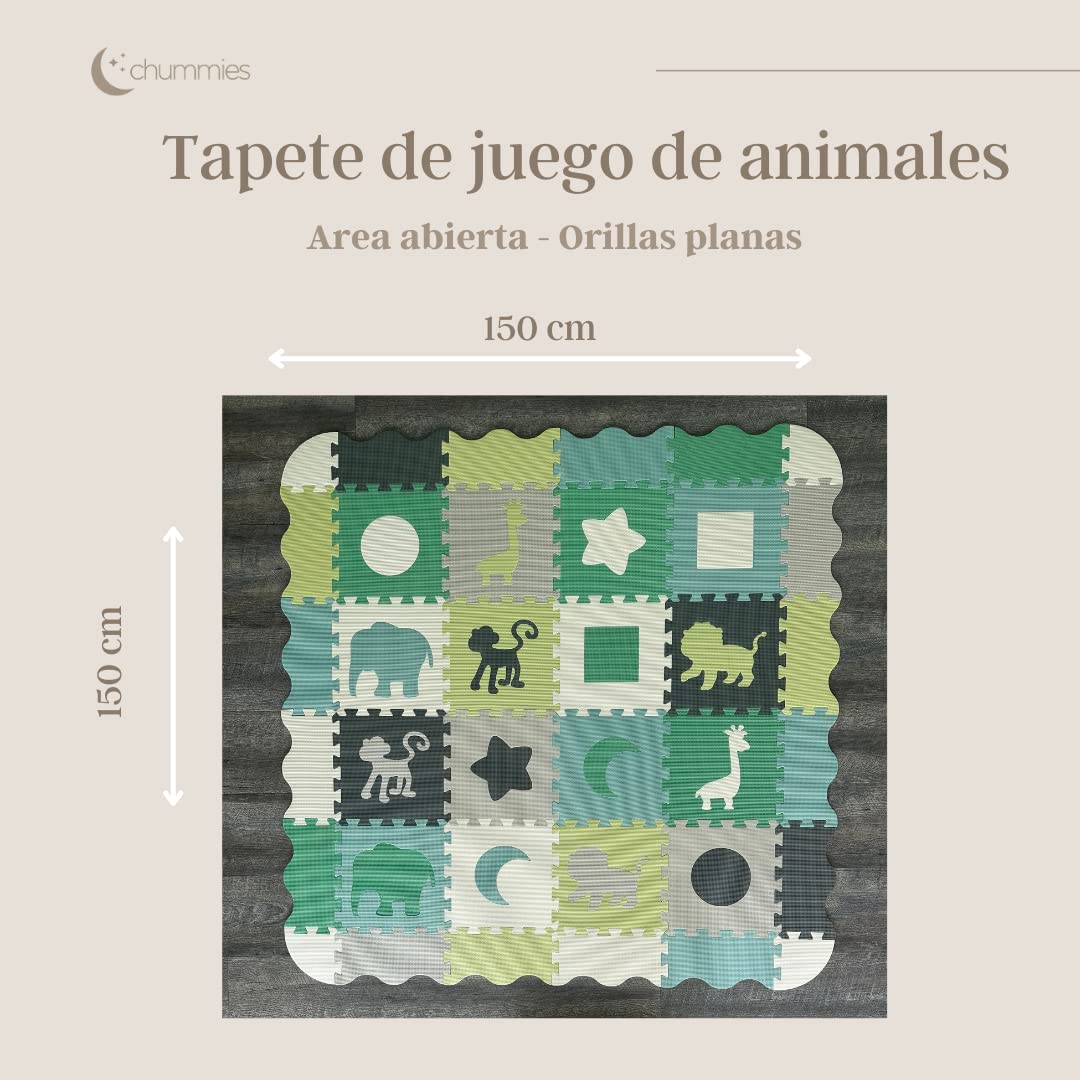 chummies
Tapete de juego de animales
Area abierta - Orillas planas
150 cm
150 cm